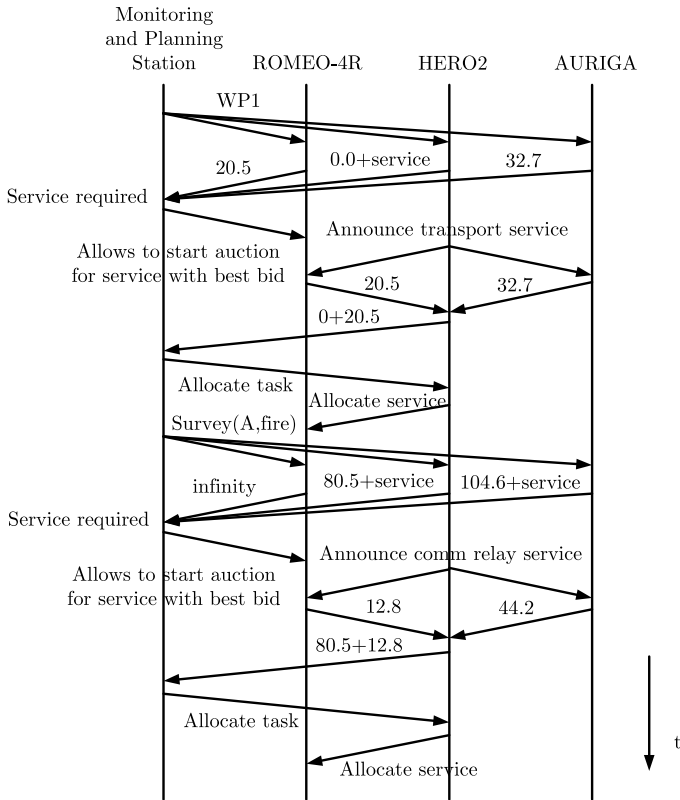 Monitoring
and Planning
Station
ROMEO-4R
HERO2
AURIGA
WP1
20.5
0.0+service
32.7
Service required
Announce transport service
Allows to start auction
for service with best bid
20.5
32.7
0+20.5
Allocate task
Allocate service
Survey(A,fire)
infinity
80.5+service
104.6+service
Service required
Announce comm relay service
Allows to start auction
for service with best bid
12.8
44.2
80.5+12.8
Allocate task
t
Allocate service